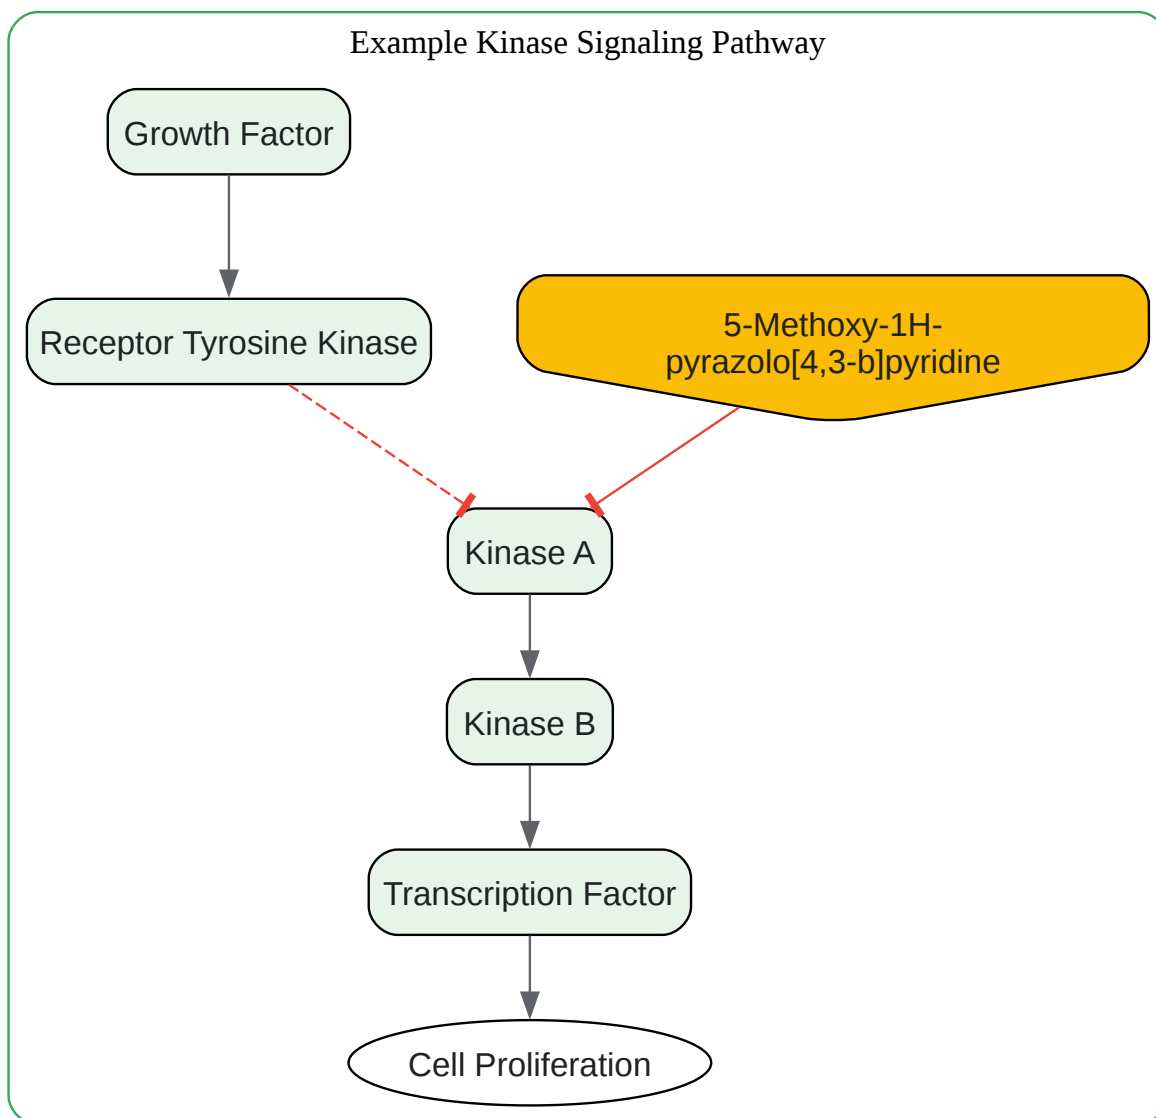 Example Kinase Signaling Pathway
Growth Factor
Receptor Tyrosine Kinase
5-Methoxy-1H-
pyrazolo[4,3-b]pyridine
Kinase A
Kinase B
Transcription Factor
Cell Proliferation